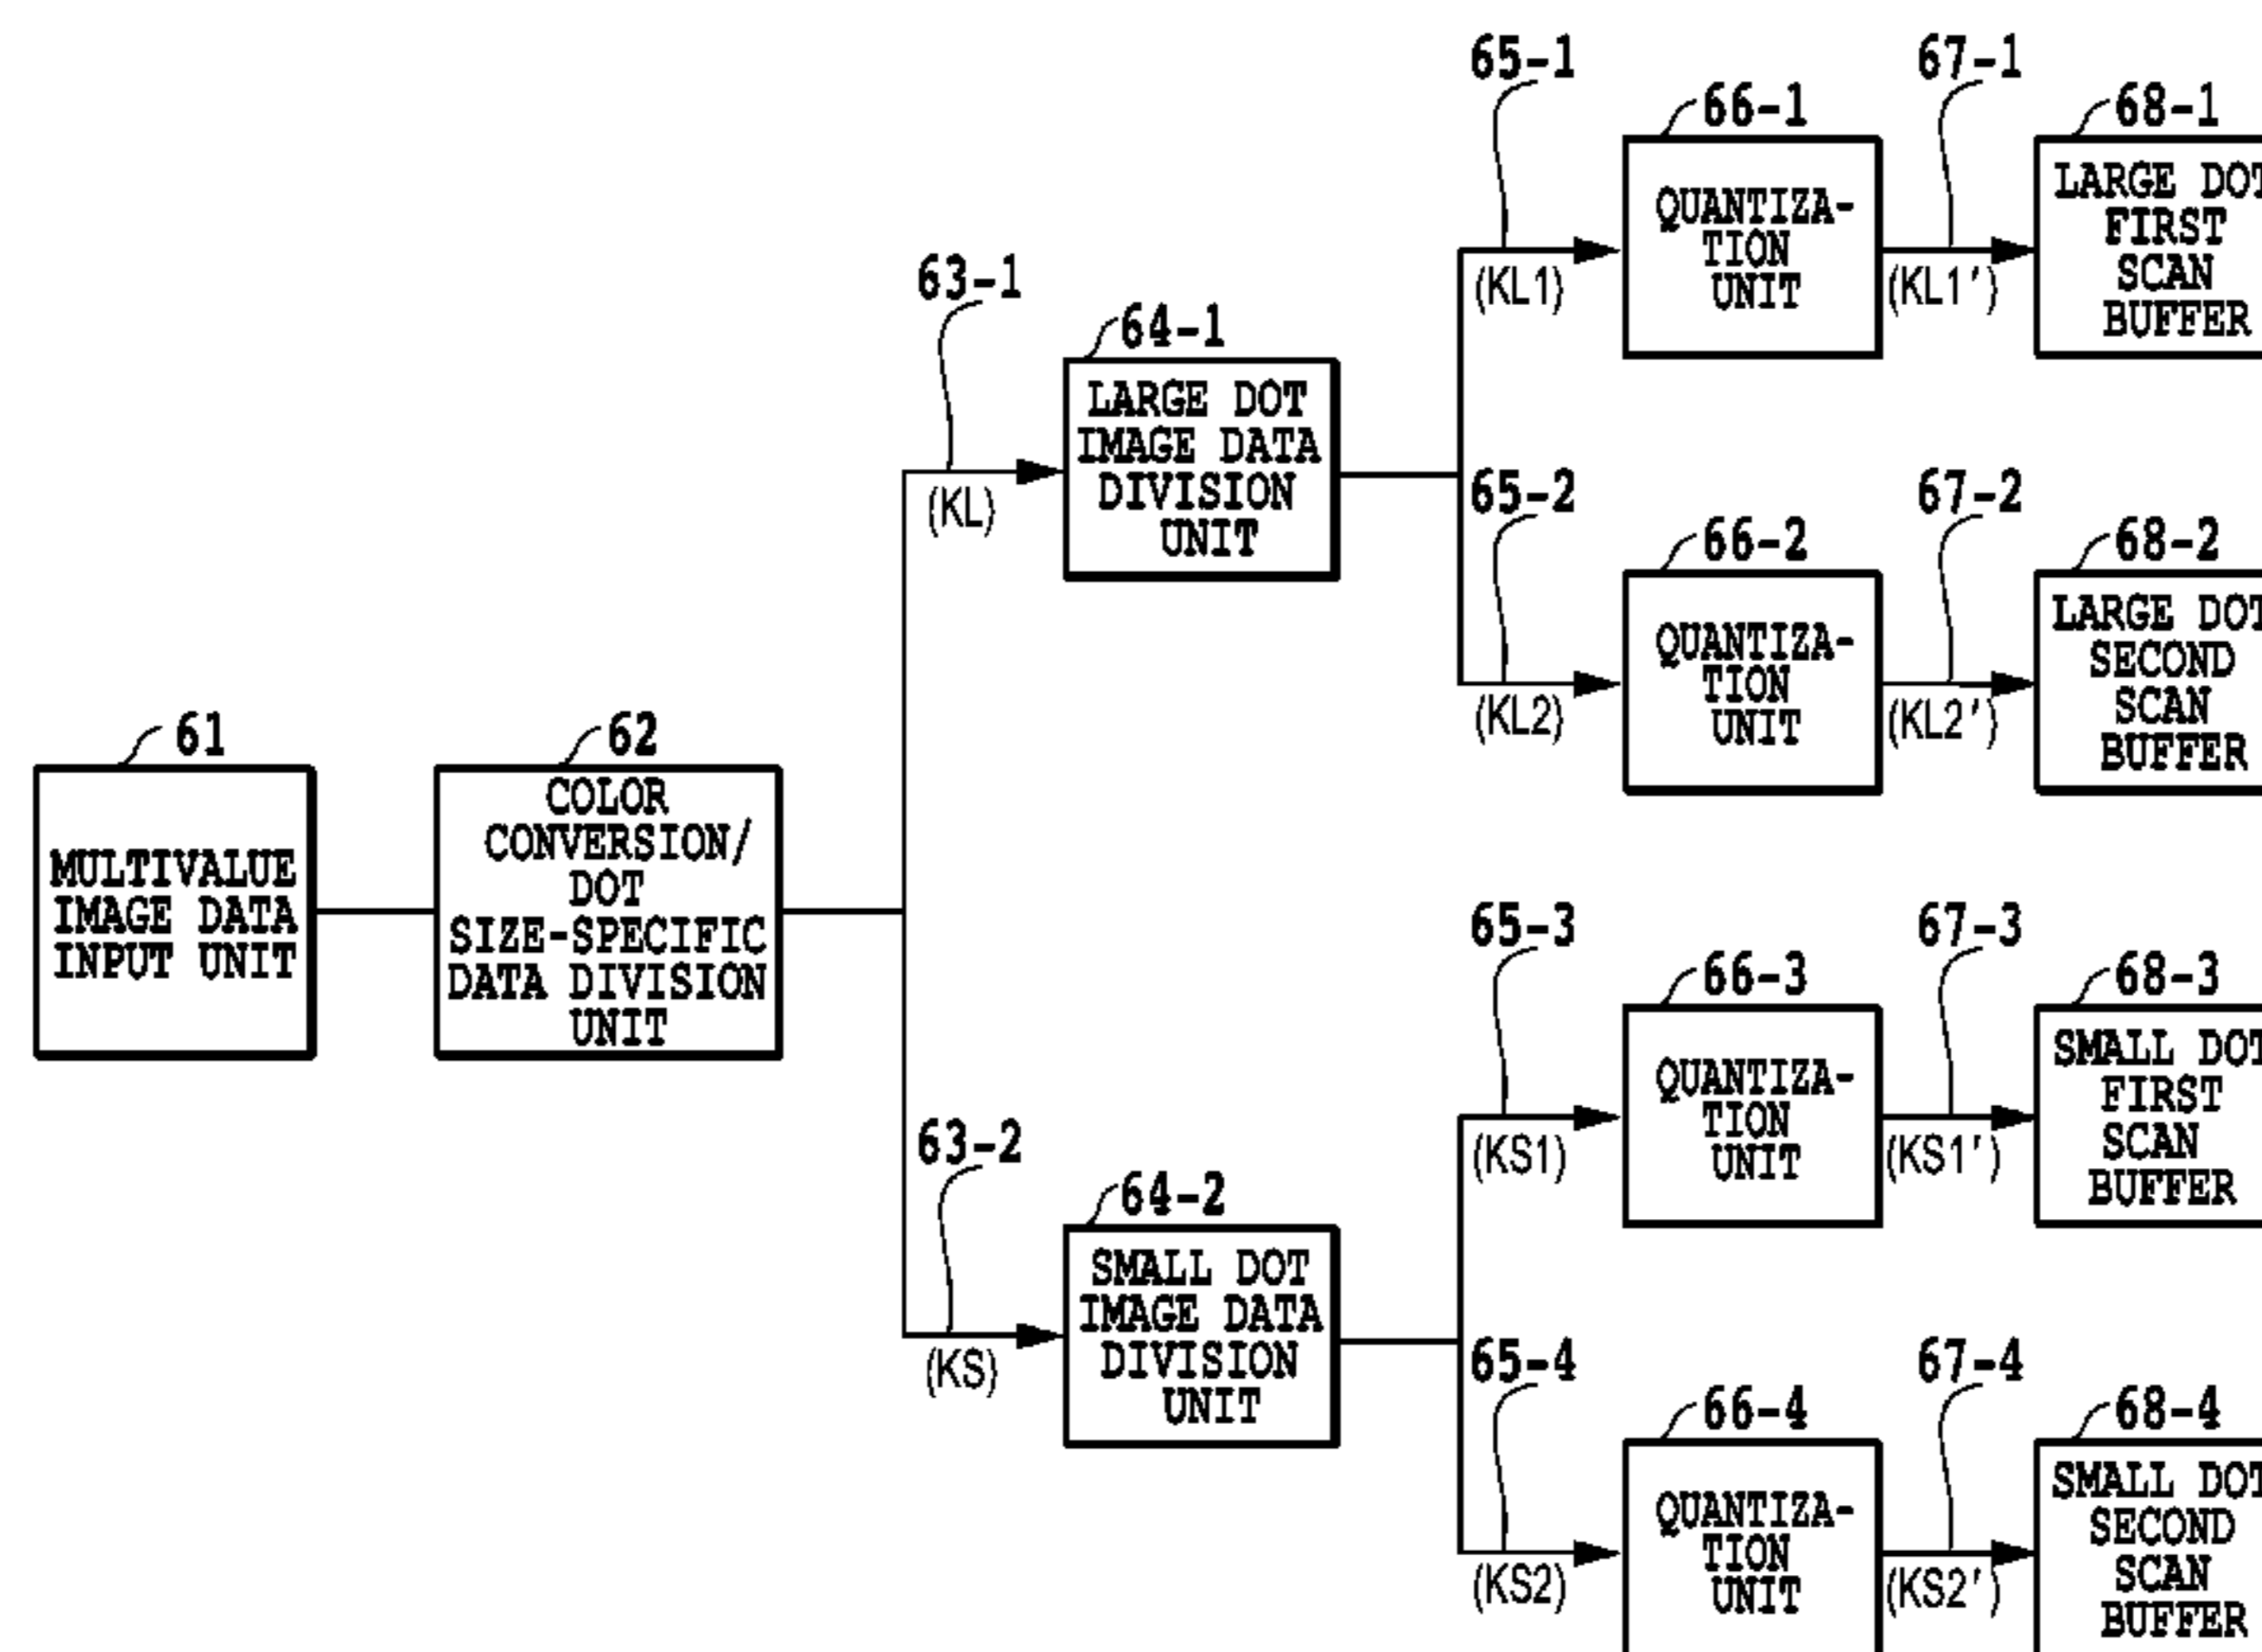 61
MULTIVALUE
IMAGE DATA
INPUT UNIT
62
COLOR
CONVERSION/
DOT
SIZE-SPECIFIC
DATA DIVISION
UNIT
63-1
(KL)
64-1
LARGE DOT
IMAGE DATA
DIVISION
UNIT
65-1
(KL1)
66-1
QUANTIZA-
TION
UNIT
67-1
(KL1')
68-1
LARGE DOT
FIRST
SCAN
BUFFER
65-2
(KL2)
66-2
QUANTIZA-
TION
UNIT
67-2
(KL2')
68-2
LARGE DOT
SECOND
SCAN
BUFFER
63-2
(KS)
64-2
SMALL DOT
IMAGE DATA
DIVISION
UNIT
65-3
(KS1)
66-3
QUANTIZA-
TION
UNIT
67-3
(KS1')
68-3
SMALL DOT
FIRST
SCAN
BUFFER
65-4
(KS2)
66-4
QUANTIZA-
TION
UNIT
67-4
(KS2')
68-4
SMALL DOT
SECOND
SCAN
BUFFER